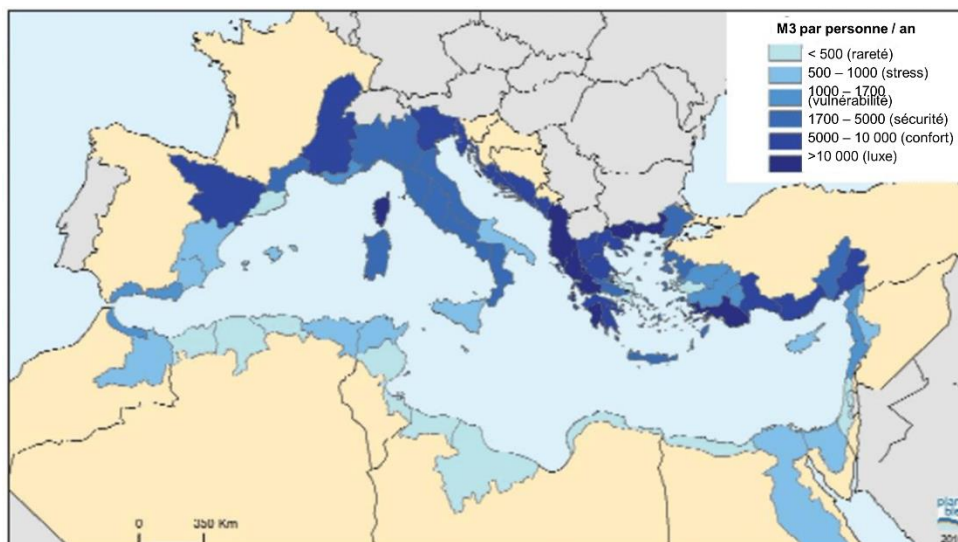 M3 par personne / an
< 500 (rareté)
500 – 1000 (stress)
1000 – 1700
(vulnérabilité)
1700 – 5000 (sécurité)
5000 – 10 000 (confort)
>10 000 (luxe)
0 350 Km